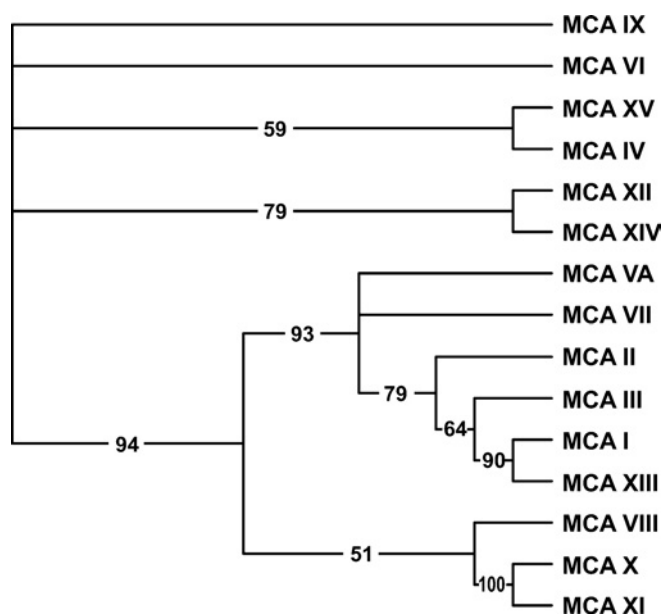 MCA IX
MCA VI
MCA XV
59
MCA IV
MCA XII
79
MCA XIV
MCA VA
MCA VII
93
MCA II
79
MCA III
64
MCA I
94
90
MCA XIII
MCA VIII
51
MCA X
100
MCA XI